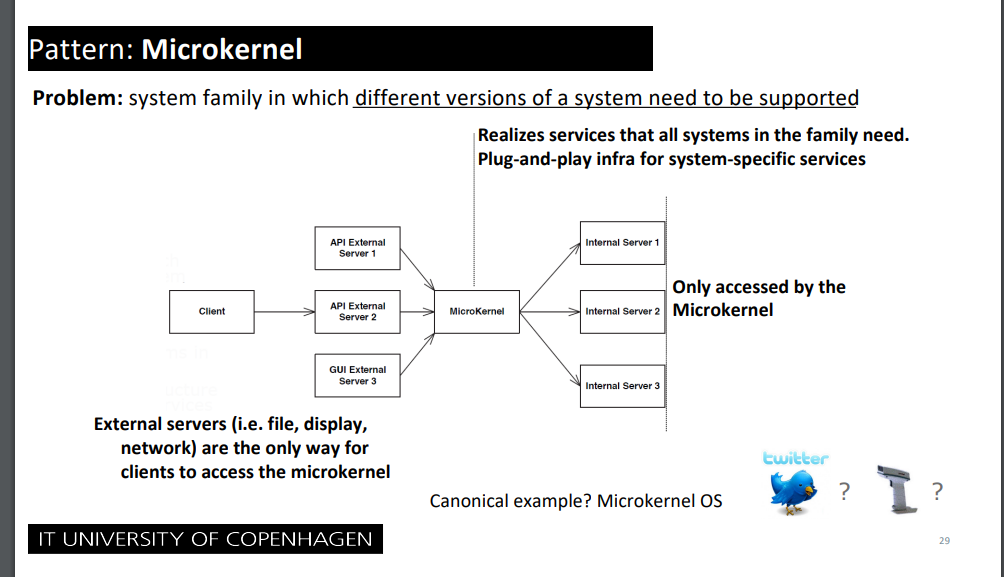 Pattern: Microkernel
Problem: system family in which different versions of a system need to be supported
Realizes services that all systems in the family need.
Plug-and-play infra for system-specific services
API External
Server 1
Internal Server 1
Client
API External
Server 2
MicroKernel
Internal Server 2
Only accessed by the
Microkernel
GUI External
Server 3
Internal Server 3
External servers (i.e. file, display,
network) are the only way for
clients to access the microkernel
twitter
? ?
Canonical example? Microkernel OS
IT UNIVERSITY OF COPENHAGEN
29